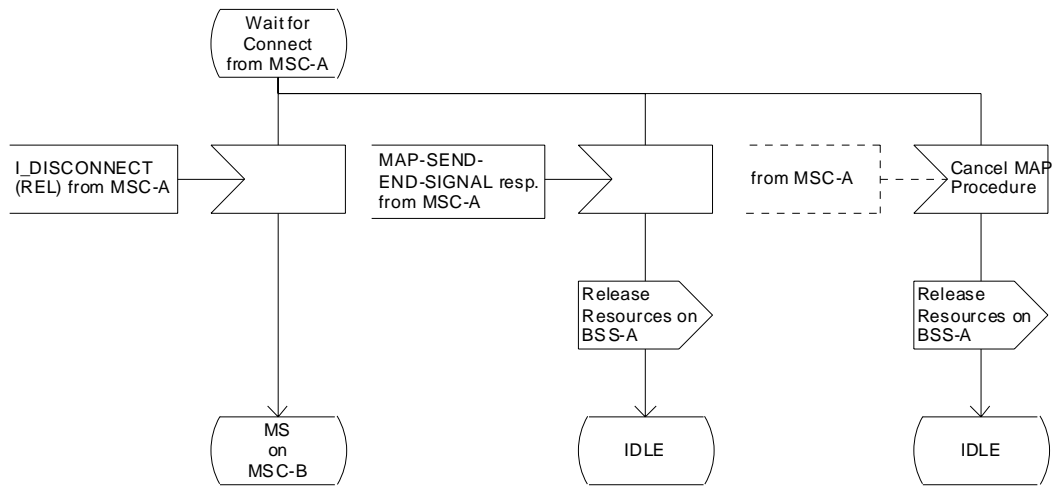 Wait for
Connect
from MSC-A
I_DISCONNECT
(REL) from MSC-A
MAP-SEND-
END-SIGNAL resp.
from MSC-A
from MSC-A
Cancel MAP
Procedure
Release
Resources on
BSS-A
Release
Resources on
BSS-A
MS
on
MSC-B
IDLE
IDLE